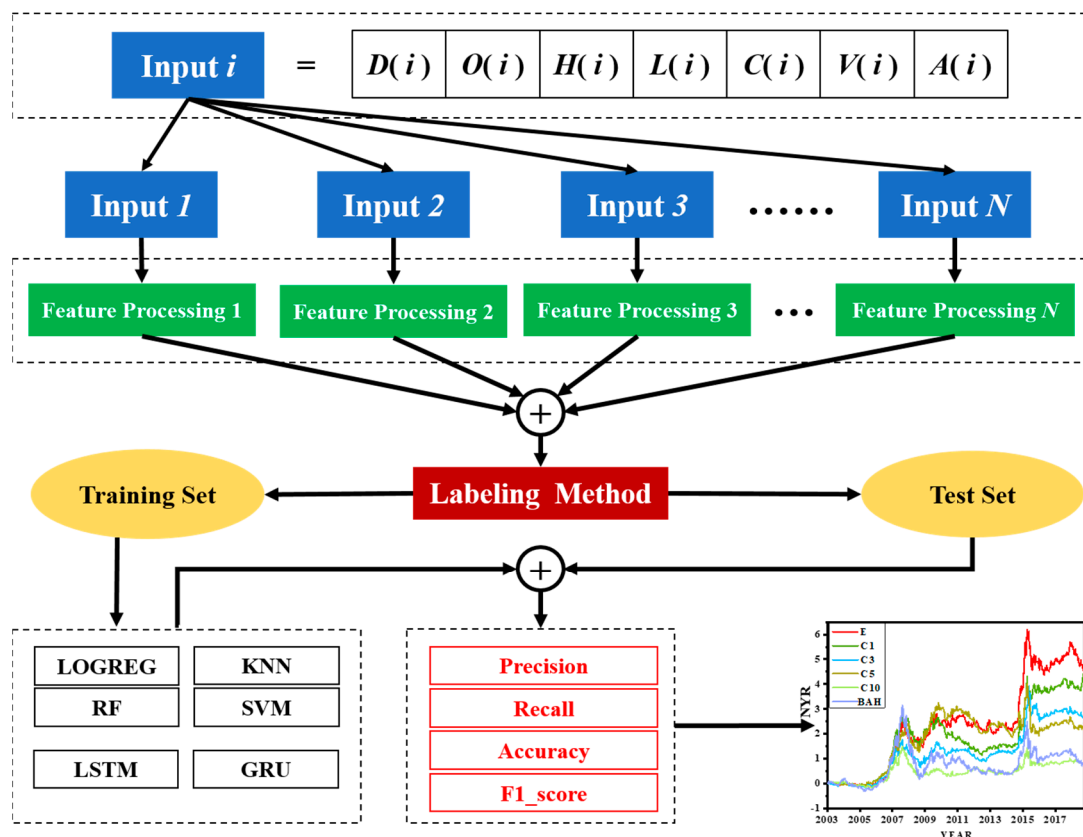 Input i = D(i) O(i) H(i) L(i) C(i) V(i) A(i)
Input 1 Input 2 Input 3 ...... Input N
Feature Processing 1 Feature Processing 2 Feature Processing 3 ... Feature Processing N
+
Training Set Labeling Method Test Set
+
LOGREG KNN
RF SVM
LSTM GRU
Precision
Recall
Accuracy
F1_score
NYR
6
5
4
3
2
1
0
-1
E
C1
C3
C5
C10
BAH
2003 2005 2007 2009 2011 2013 2015 2017
YEAR